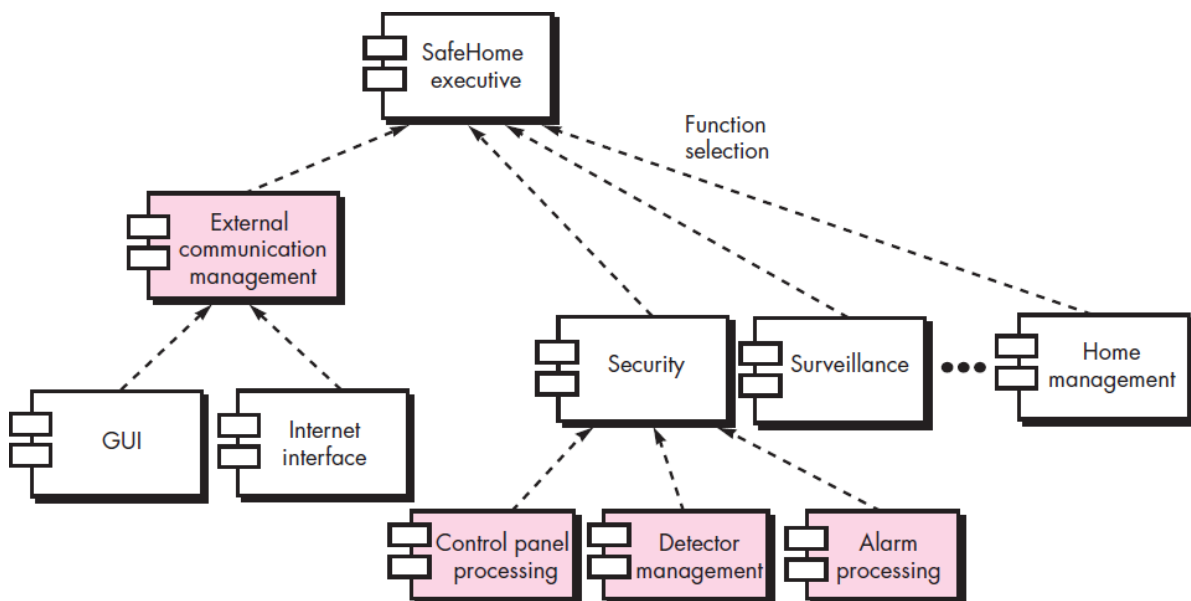 SafeHome
executive
Function
selection
External
communication
management
Security
Surveillance
Home
management
GUI
Internet
interface
Control panel
processing
Detector
management
Alarm
processing